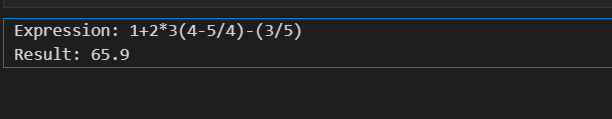 Expression: 1+2*3(4-5/4)-(3/5)
Result: 65.9